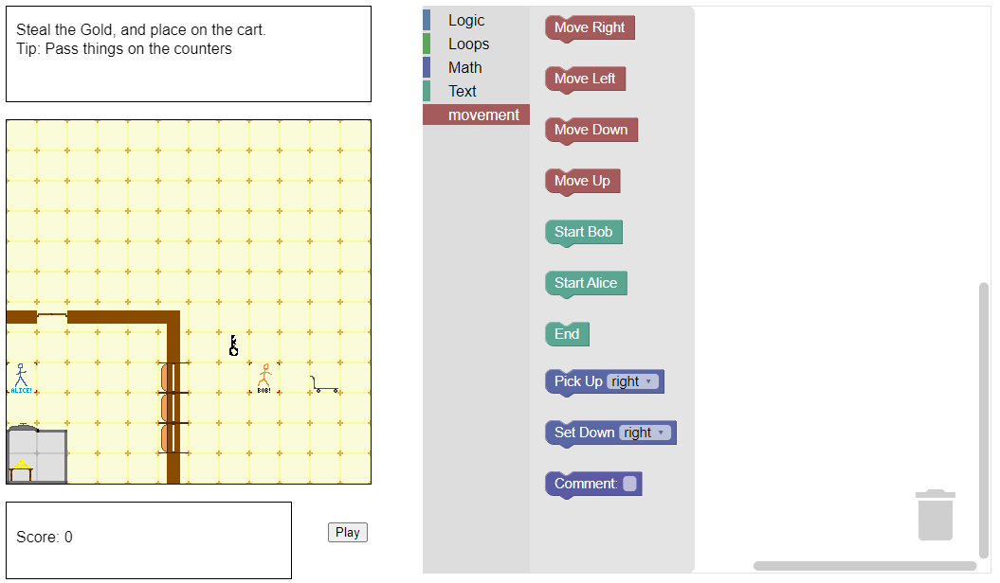 Steal the Gold, and place on the cart.
Tip: Pass things on the counters
ALICE!
BOB!
Score: 0
Play
Logic
Loops
Math
Text
movement
Move Right
Move Left
Move Down
Move Up
Start Bob
Start Alice
End
Pick Up right
Set Down right
Comment: